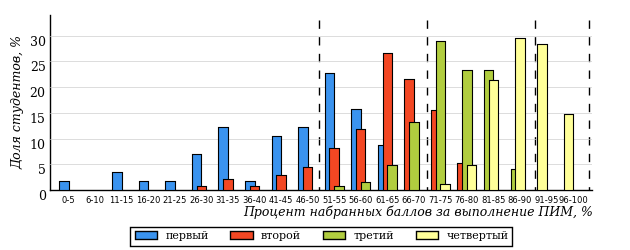 Доля студентов, %
30
25
20
15
10
5
0
0-5 6-10 11-15 16-20 21-25 26-30 31-35 36-40 41-45 46-50 51-55 56-60 61-65 66-70 71-75 76-80 81-85 86-90 91-95 96-100
Процент набранных баллов за выполнение ПИМ, %
первый второй третий четвертый